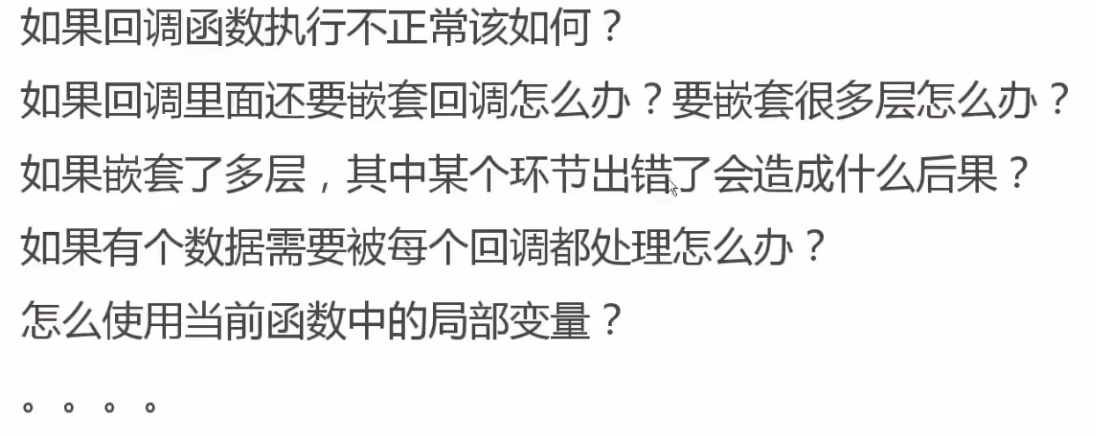 如果回调函数执行不正常该如何？
如果回调里面还要嵌套回调怎么办？要嵌套很多层怎么办？
如果嵌套了多层，其中某个环节出错了会造成什么后果？
如果有个数据需要被每个回调都处理怎么办？
怎么使用当前函数中的局部变量？
。。。。